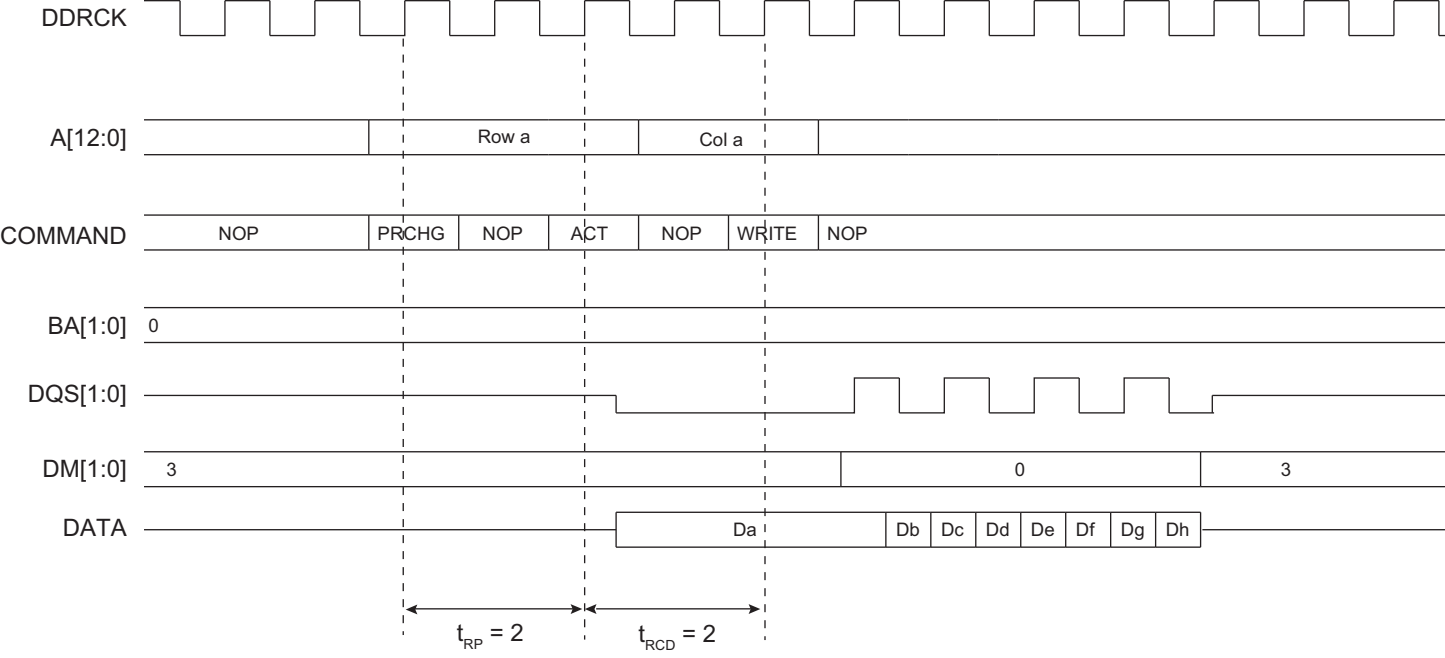 DDRCK
A[12:0] Row a Col a
COMMAND NOP PRCHG NOP ACT NOP WRITE NOP
BA[1:0] 0
DQS[1:0]
DM[1:0] 3 0 3
DATA Da Db Dc Dd De Df Dg Dh
tRP = 2 tRCD = 2